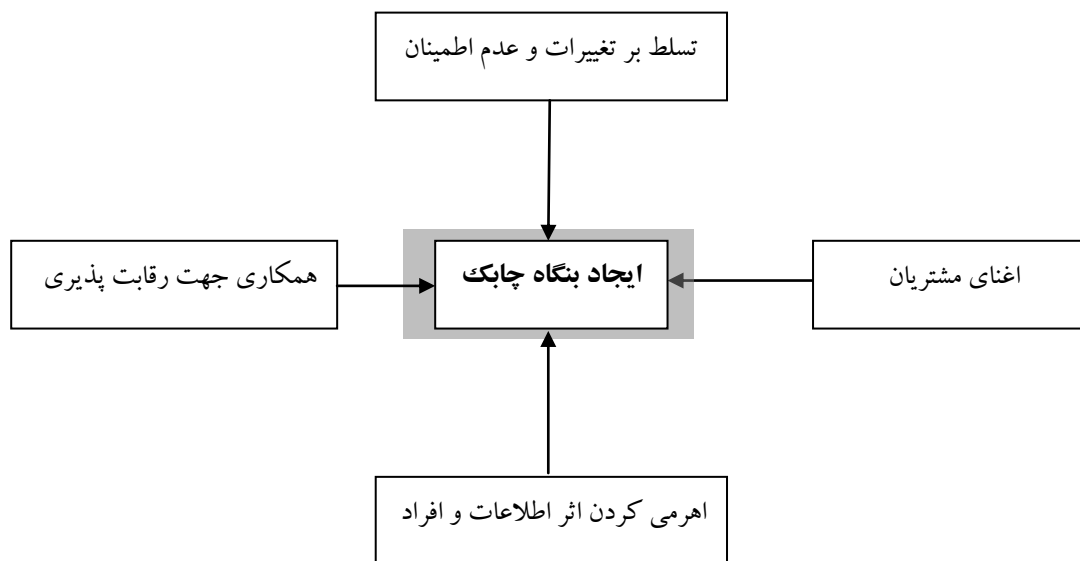 تسلط بر تغییرات و عدم اطمینان
اغنای مشتریان
ایجاد بنگاه چابک
همکاری جهت رقابت پذیری
اهرمی کردن اثر اطلاعات و افراد